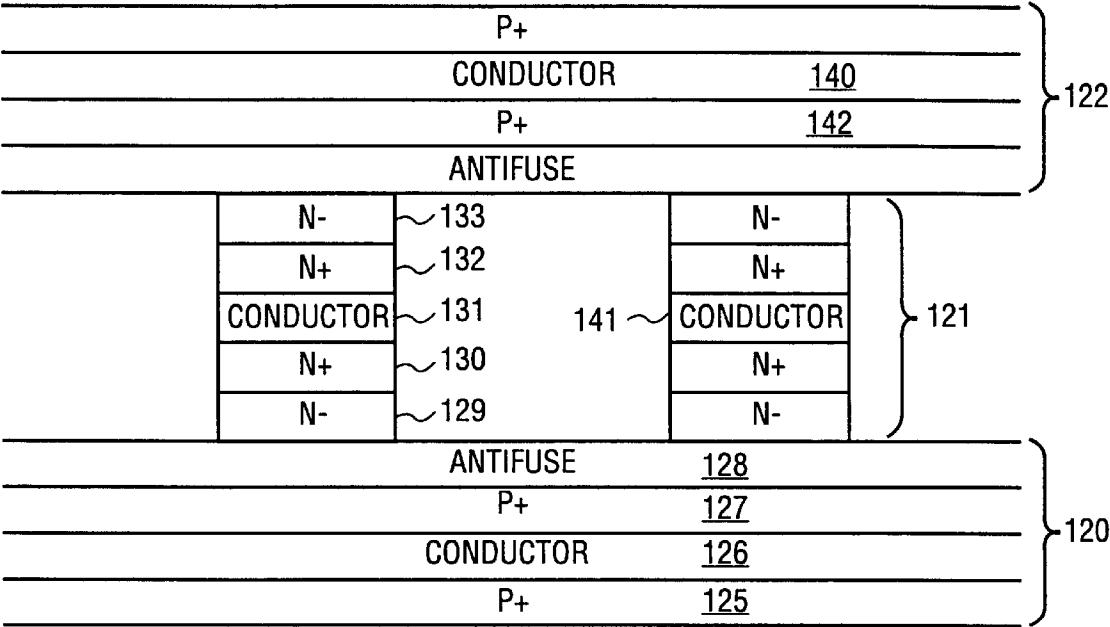 P+
CONDUCTOR 140
122
P+ 142
ANTIFUSE
N- 133 N-
N+ 132 N+
CONDUCTOR 131 141 CONDUCTOR 121
N+ 130 N+
N- 129 N-
ANTIFUSE 128
P+ 127
120
CONDUCTOR 126
P+ 125